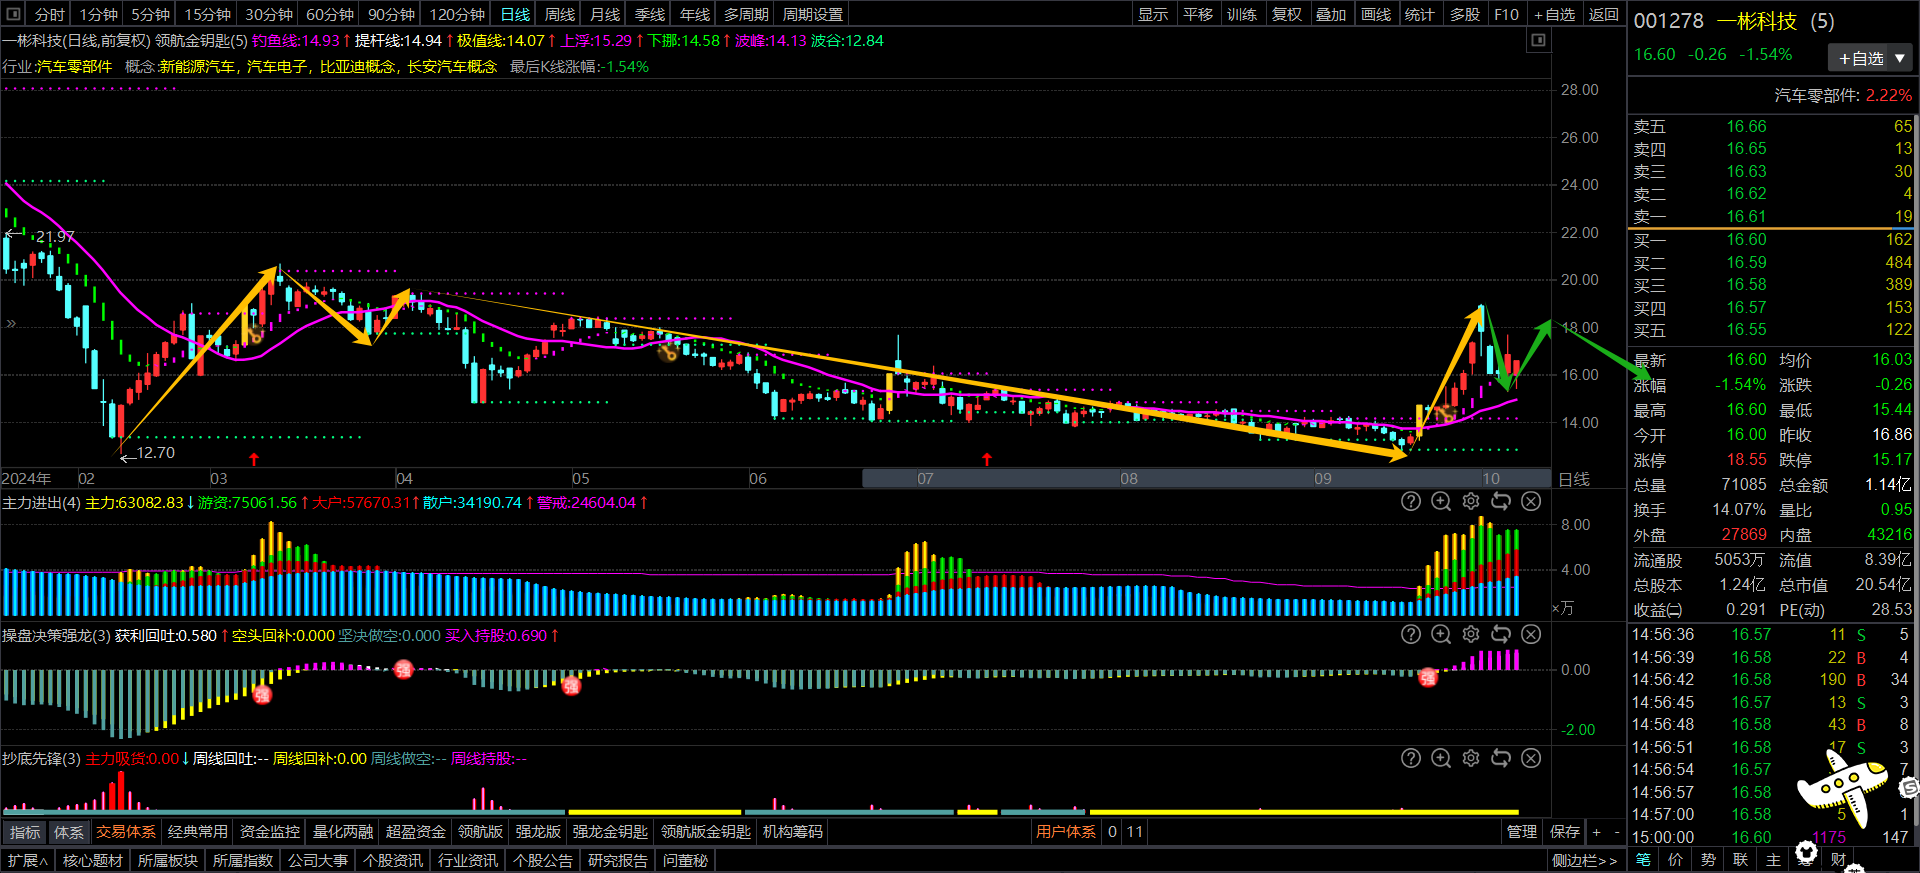 分时 1分钟 5分钟 15分钟 30分钟 60分钟 90分钟 120分钟 日线 周线 月线 季线 年线 多周期 周期设置 显示 平移 训练 复权 叠加 画线 统计 多股 F10 +自选 返回
001278 一彬科技 (5)
一彬科技(日线,前复权) 领航金钥匙(5) 钓鱼线:14.93↑ 提杆线:14.94↑ 极值线:14.07↑ 上浮:15.29↑ 下挪:14.58↑ 波峰:14.13 波谷:12.84
16.60 -0.26 -1.54% +自选 ▼
行业:汽车零部件 概念:新能源汽车, 汽车电子, 比亚迪概念, 长安汽车概念 最后K线涨幅:-1.54%
汽车零部件: 2.22%
28.00
26.00
24.00
22.00
20.00
18.00
16.00
14.00
21.97
12.70
»
2024年 02 03 04 05 06 07 08 09 10 日线
主力进出(4) 主力:63082.83↓ 游资:75061.56↑ 大户:57670.31↑ 散户:34190.74↑ 警戒:24604.04↑
8.00
4.00
×万
操盘决策强龙(3) 获利回吐:0.580↑ 空头回补:0.000 坚决做空:0.000 买入持股:0.690↑
强 强 强 强
0.00
-2.00
抄底先锋(3) 主力吸货:0.00↓ 周线回吐:-- 周线回补:0.00 周线做空:-- 周线持股:--
指标 体系 交易体系 经典常用 资金监控 量化两融 超盈资金 领航版 强龙版 强龙金钥匙 领航版金钥匙 机构筹码 用户体系 0 11 管理 保存 + -
扩展∧ 核心题材 所属板块 所属指数 公司大事 个股资讯 行业资讯 个股公告 研究报告 问董秘 侧边栏>>
卖五 16.66 65
卖四 16.65 13
卖三 16.63 30
卖二 16.62 4
卖一 16.61 19
买一 16.60 162
买二 16.59 484
买三 16.58 389
买四 16.57 153
买五 16.55 122
最新 16.60 均价 16.03
涨幅 -1.54% 涨跌 -0.26
最高 16.60 最低 15.44
今开 16.00 昨收 16.86
涨停 18.55 跌停 15.17
总量 71085 总金额 1.14亿
换手 14.07% 量比 0.95
外盘 27869 内盘 43216
流通股 5053万 流值 8.39亿
总股本 1.24亿 总市值 20.54亿
收益㈡ 0.291 PE(动) 28.53
14:56:36 16.57 11 S 5
14:56:39 16.58 22 B 4
14:56:42 16.58 190 B 34
14:56:45 16.57 13 S 3
14:56:48 16.58 43 B 8
14:56:51 16.58 17 S 3
14:56:54 16.57 7
14:56:57 16.58
14:57:00 16.58 5 1
15:00:00 16.60 1175 147
笔 价 势 联 主 财